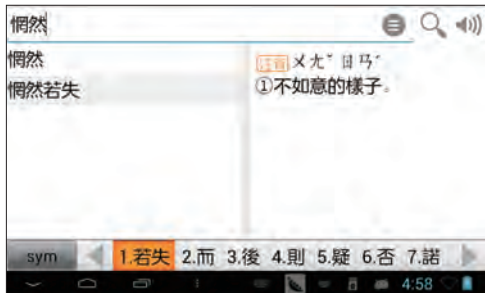 惘然
惘然
惘然若失
注音 ㄨㄤˇ ㄖㄢˊ
①不如意的樣子。
sym 1.若失 2.而 3.後 4.則 5.疑 6.否 7.諾
4:58